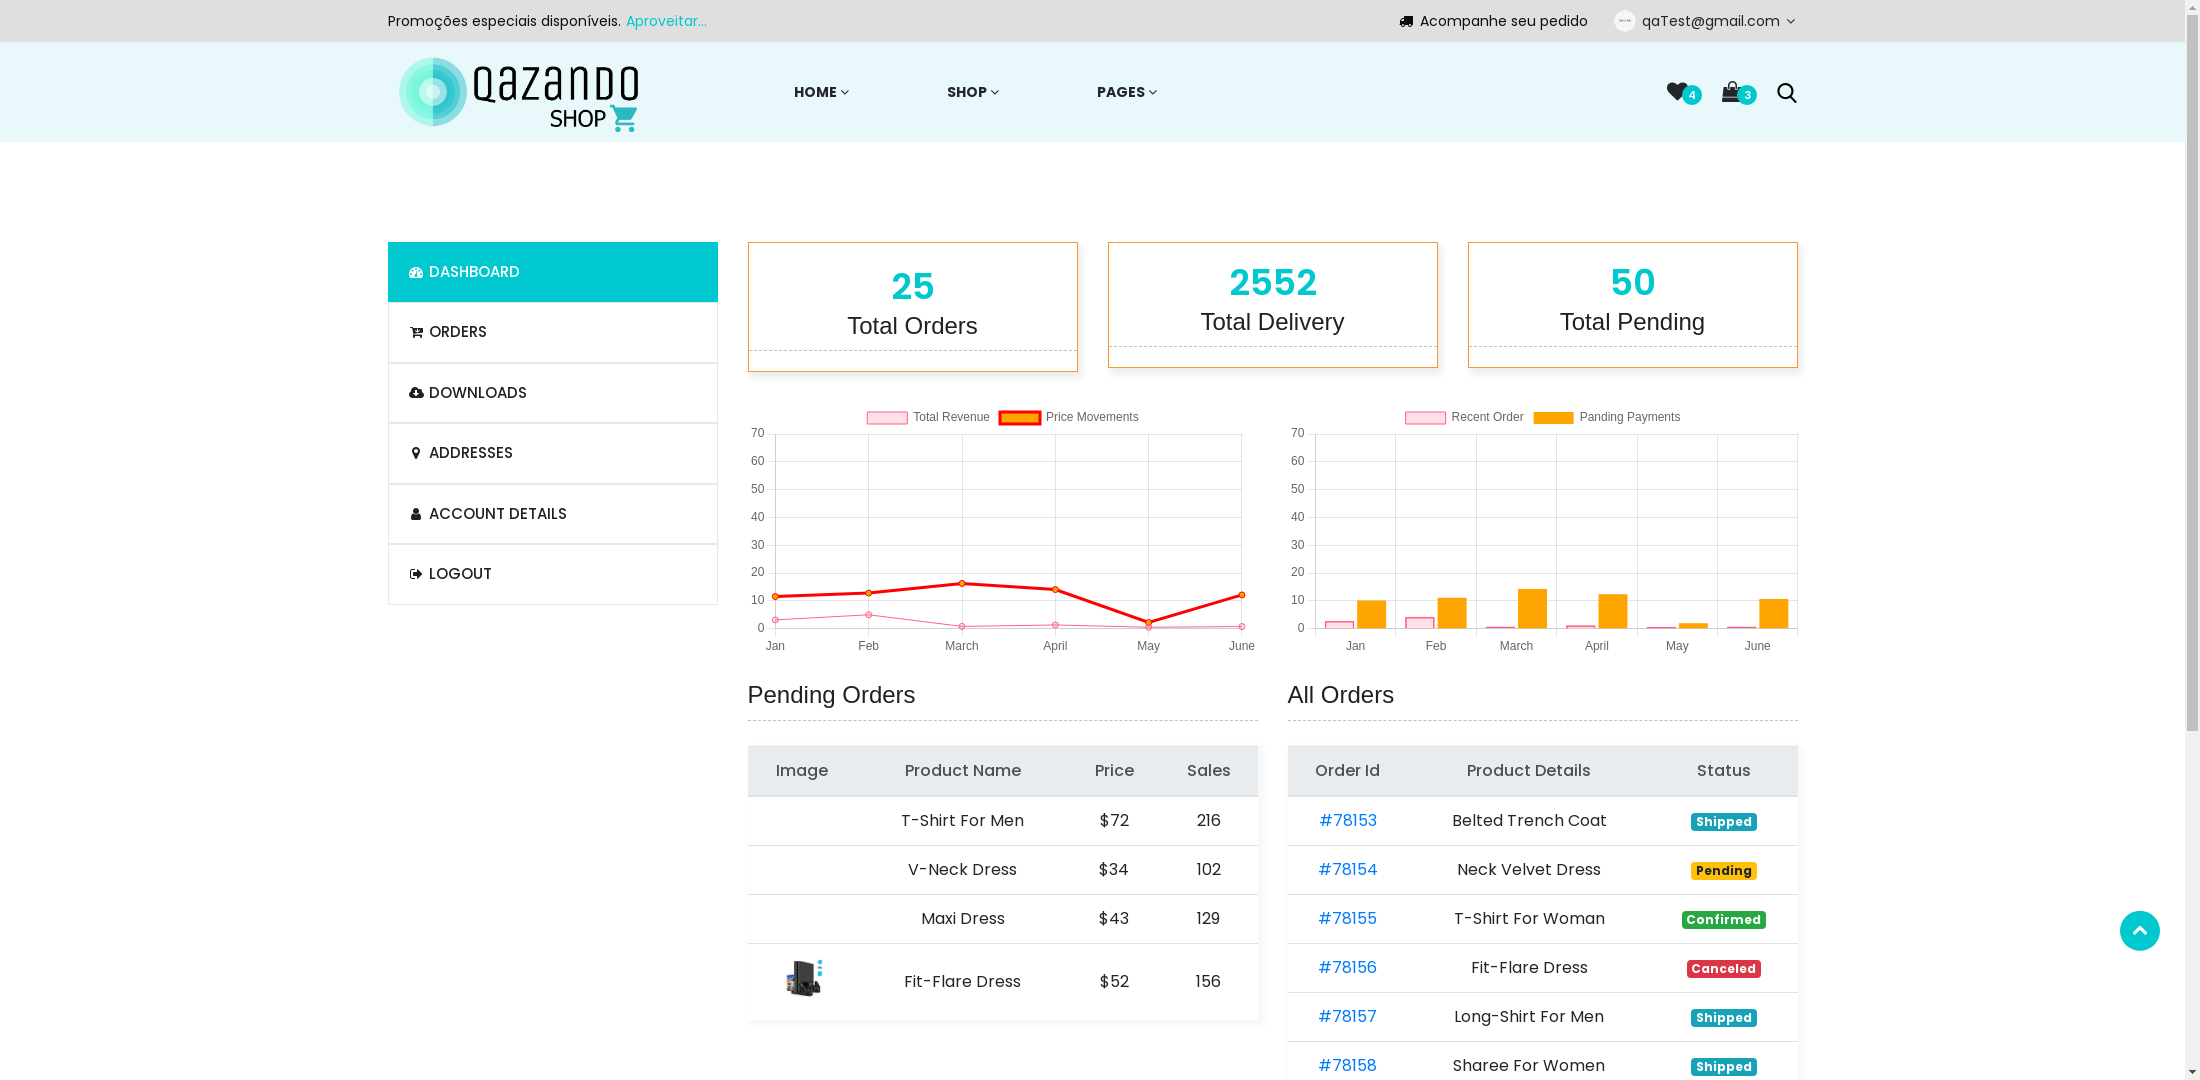 Promoções especiais disponíveis. Aproveitar...
Acompanhe seu pedido
qaTest@gmail.com
QAZANDO
SHOP
HOME
SHOP
PAGES
4
3
DASHBOARD
ORDERS
DOWNLOADS
ADDRESSES
ACCOUNT DETAILS
LOGOUT
25
Total Orders
2552
Total Delivery
50
Total Pending
Total Revenue Price Movements
70
60
50
40
30
20
10
0
Jan Feb March April May June
Recent Order Panding Payments
70
60
50
40
30
20
10
0
Jan Feb March April May June
Pending Orders
Image Product Name Price Sales
T-Shirt For Men $72 216
V-Neck Dress $34 102
Maxi Dress $43 129
Fit-Flare Dress $52 156
All Orders
Order Id Product Details Status
#78153 Belted Trench Coat Shipped
#78154 Neck Velvet Dress Pending
#78155 T-Shirt For Woman Confirmed
#78156 Fit-Flare Dress Canceled
#78157 Long-Shirt For Men Shipped
#78158 Sharee For Women Shipped